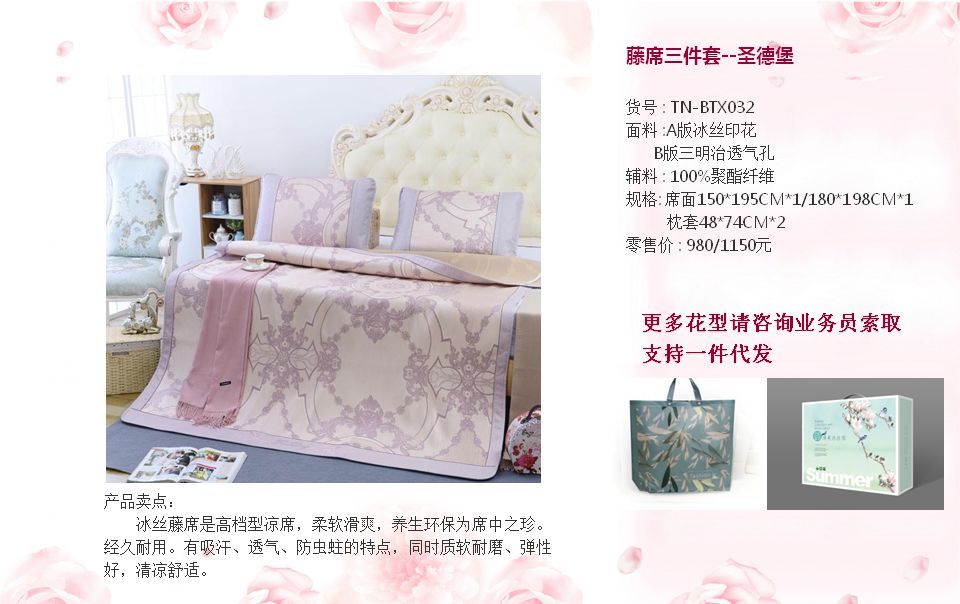 藤席三件套--圣德堡
货号 : TN-BTX032
面料 :A版冰丝印花
B版三明治透气孔
辅料 : 100%聚酯纤维
规格: 席面150*195CM*1/180*198CM*1
枕套48*74CM*2
零售价 : 980/1150元
更多花型请咨询业务员索取
支持一件代发
Summer
产品卖点：
冰丝藤席是高档型凉席，柔软滑爽，养生环保为席中之珍。
经久耐用。有吸汗、透气、防虫蛀的特点，同时质软耐磨、弹性
好，清凉舒适。